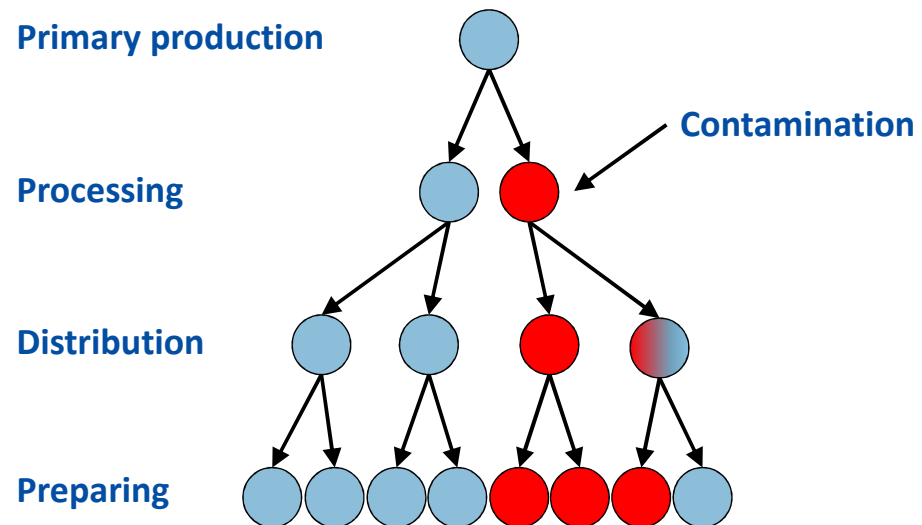 Primary production
Contamination
Processing
Distribution
Preparing